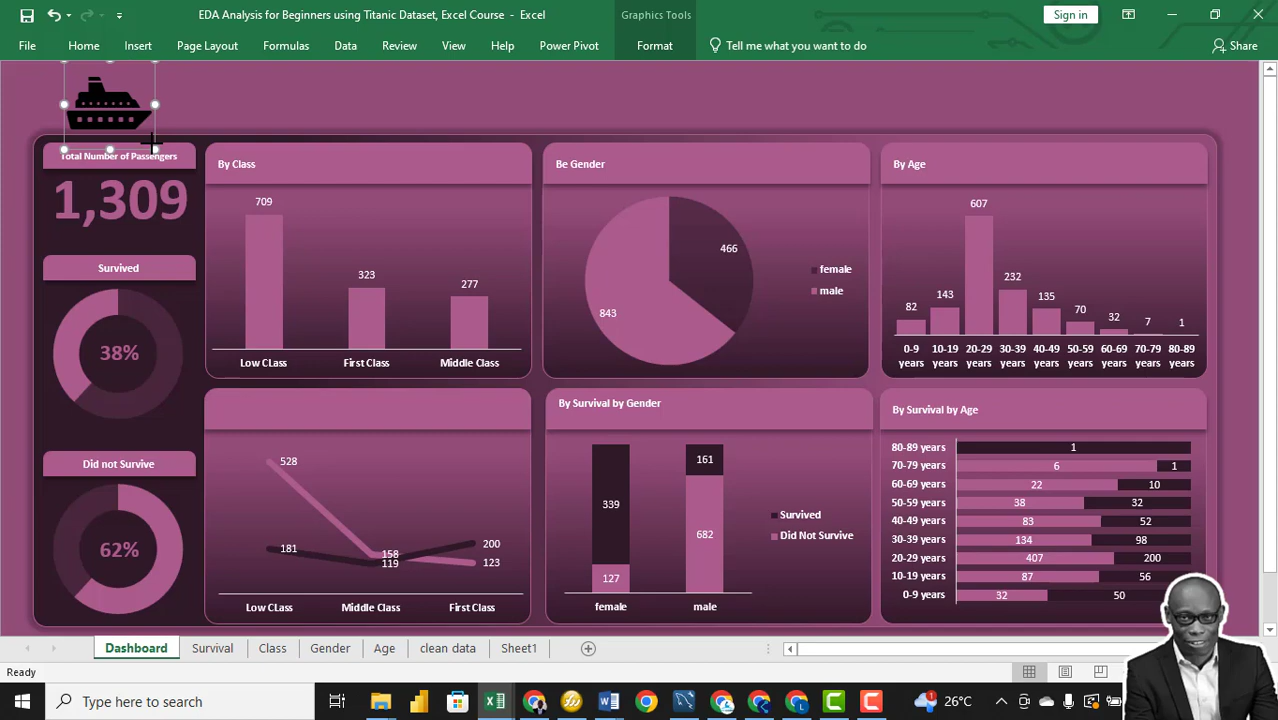 EDA Analysis for Beginners using Titanic Dataset, Excel Course - Excel
Graphics Tools
Sign in
File Home Insert Page Layout Formulas Data Review View Help Power Pivot Format Tell me what you want to do Share
Total Number of Passengers
1,309
Survived
38%
Did not Survive
62%
By Class
709
323
277
Low CLass First Class Middle Class
Be Gender
466
843
female
male
By Age
82 143 607 232 135 70 32 7 1
0-9 years 10-19 years 20-29 years 30-39 years 40-49 years 50-59 years 60-69 years 70-79 years 80-89 years
528
181
158
119
200
123
Low CLass Middle Class First Class
By Survival by Gender
339
127
161
682
female male
Survived
Did Not Survive
By Survival by Age
80-89 years 1
70-79 years 6 1
60-69 years 22 10
50-59 years 38 32
40-49 years 83 52
30-39 years 134 98
20-29 years 407 200
10-19 years 87 56
0-9 years 32 50
Dashboard Survival Class Gender Age clean data Sheet1
Ready
Type here to search
1
26°C